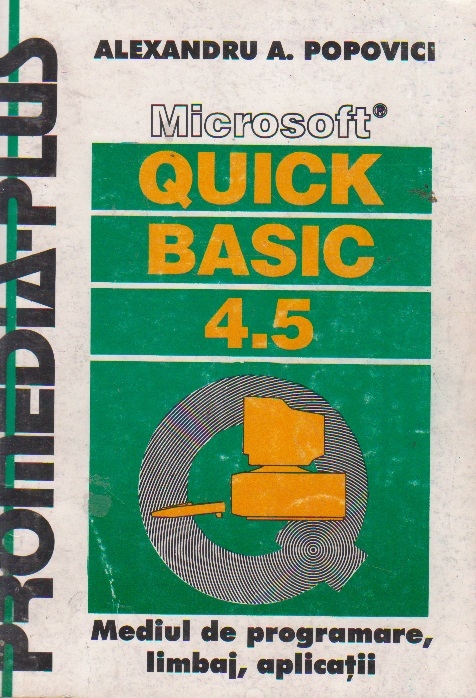 ALEXANDRU A. POPOVICI
Microsoft®
QUICK
BASIC
4.5
Mediul de programare,
limbaj, aplicații
PROMEDIA-PLUS